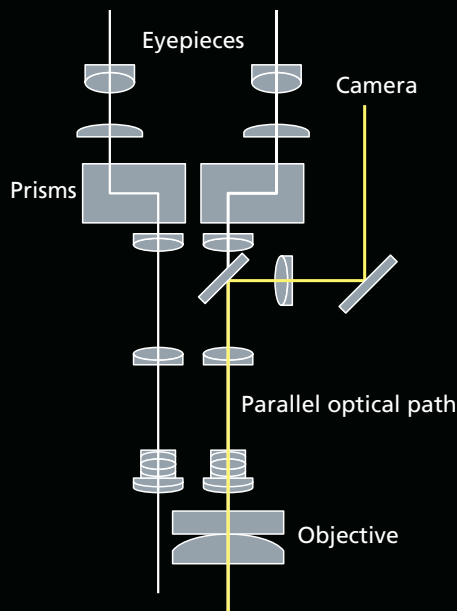 Eyepieces
Camera
Prisms
Parallel optical path
Objective